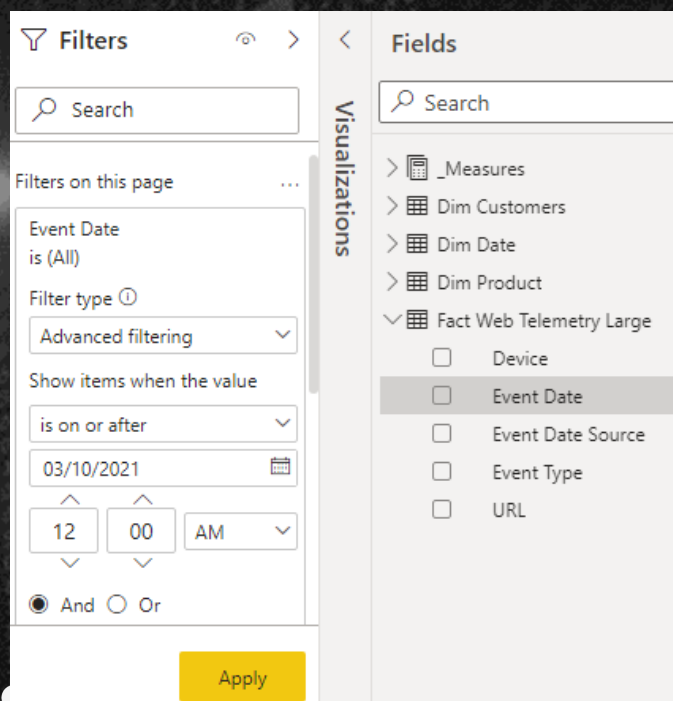 Filters
Search
Filters on this page
...
Event Date
is (All)
Filter type
Advanced filtering
Show items when the value
is on or after
03/10/2021
12 00 AM
And Or
Apply
Visualizations
Fields
Search
_Measures
Dim Customers
Dim Date
Dim Product
Fact Web Telemetry Large
Device
Event Date
Event Date Source
Event Type
URL